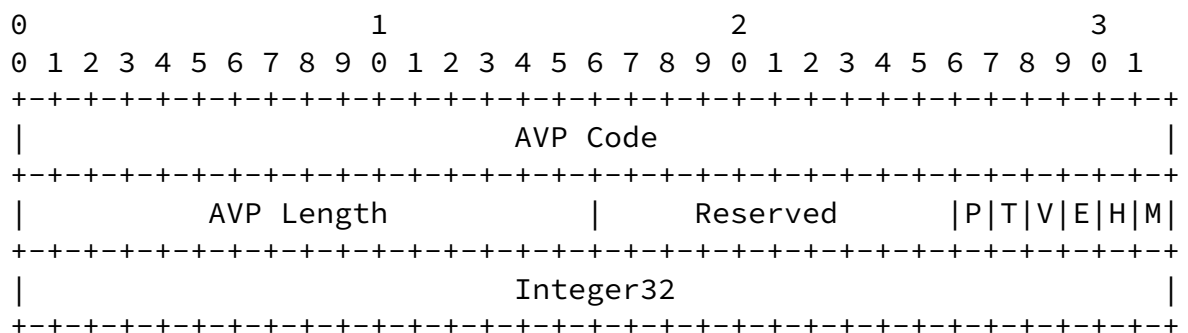 0                   1                   2                   3
0 1 2 3 4 5 6 7 8 9 0 1 2 3 4 5 6 7 8 9 0 1 2 3 4 5 6 7 8 9 0 1
+-+-+-+-+-+-+-+-+-+-+-+-+-+-+-+-+-+-+-+-+-+-+-+-+-+-+-+-+-+-+-+-+
|                           AVP Code                            |
+-+-+-+-+-+-+-+-+-+-+-+-+-+-+-+-+-+-+-+-+-+-+-+-+-+-+-+-+-+-+-+-+
|          AVP Length           |     Reserved      |P|T|V|E|H|M|
+-+-+-+-+-+-+-+-+-+-+-+-+-+-+-+-+-+-+-+-+-+-+-+-+-+-+-+-+-+-+-+-+
|                           Integer32                           |
+-+-+-+-+-+-+-+-+-+-+-+-+-+-+-+-+-+-+-+-+-+-+-+-+-+-+-+-+-+-+-+-+